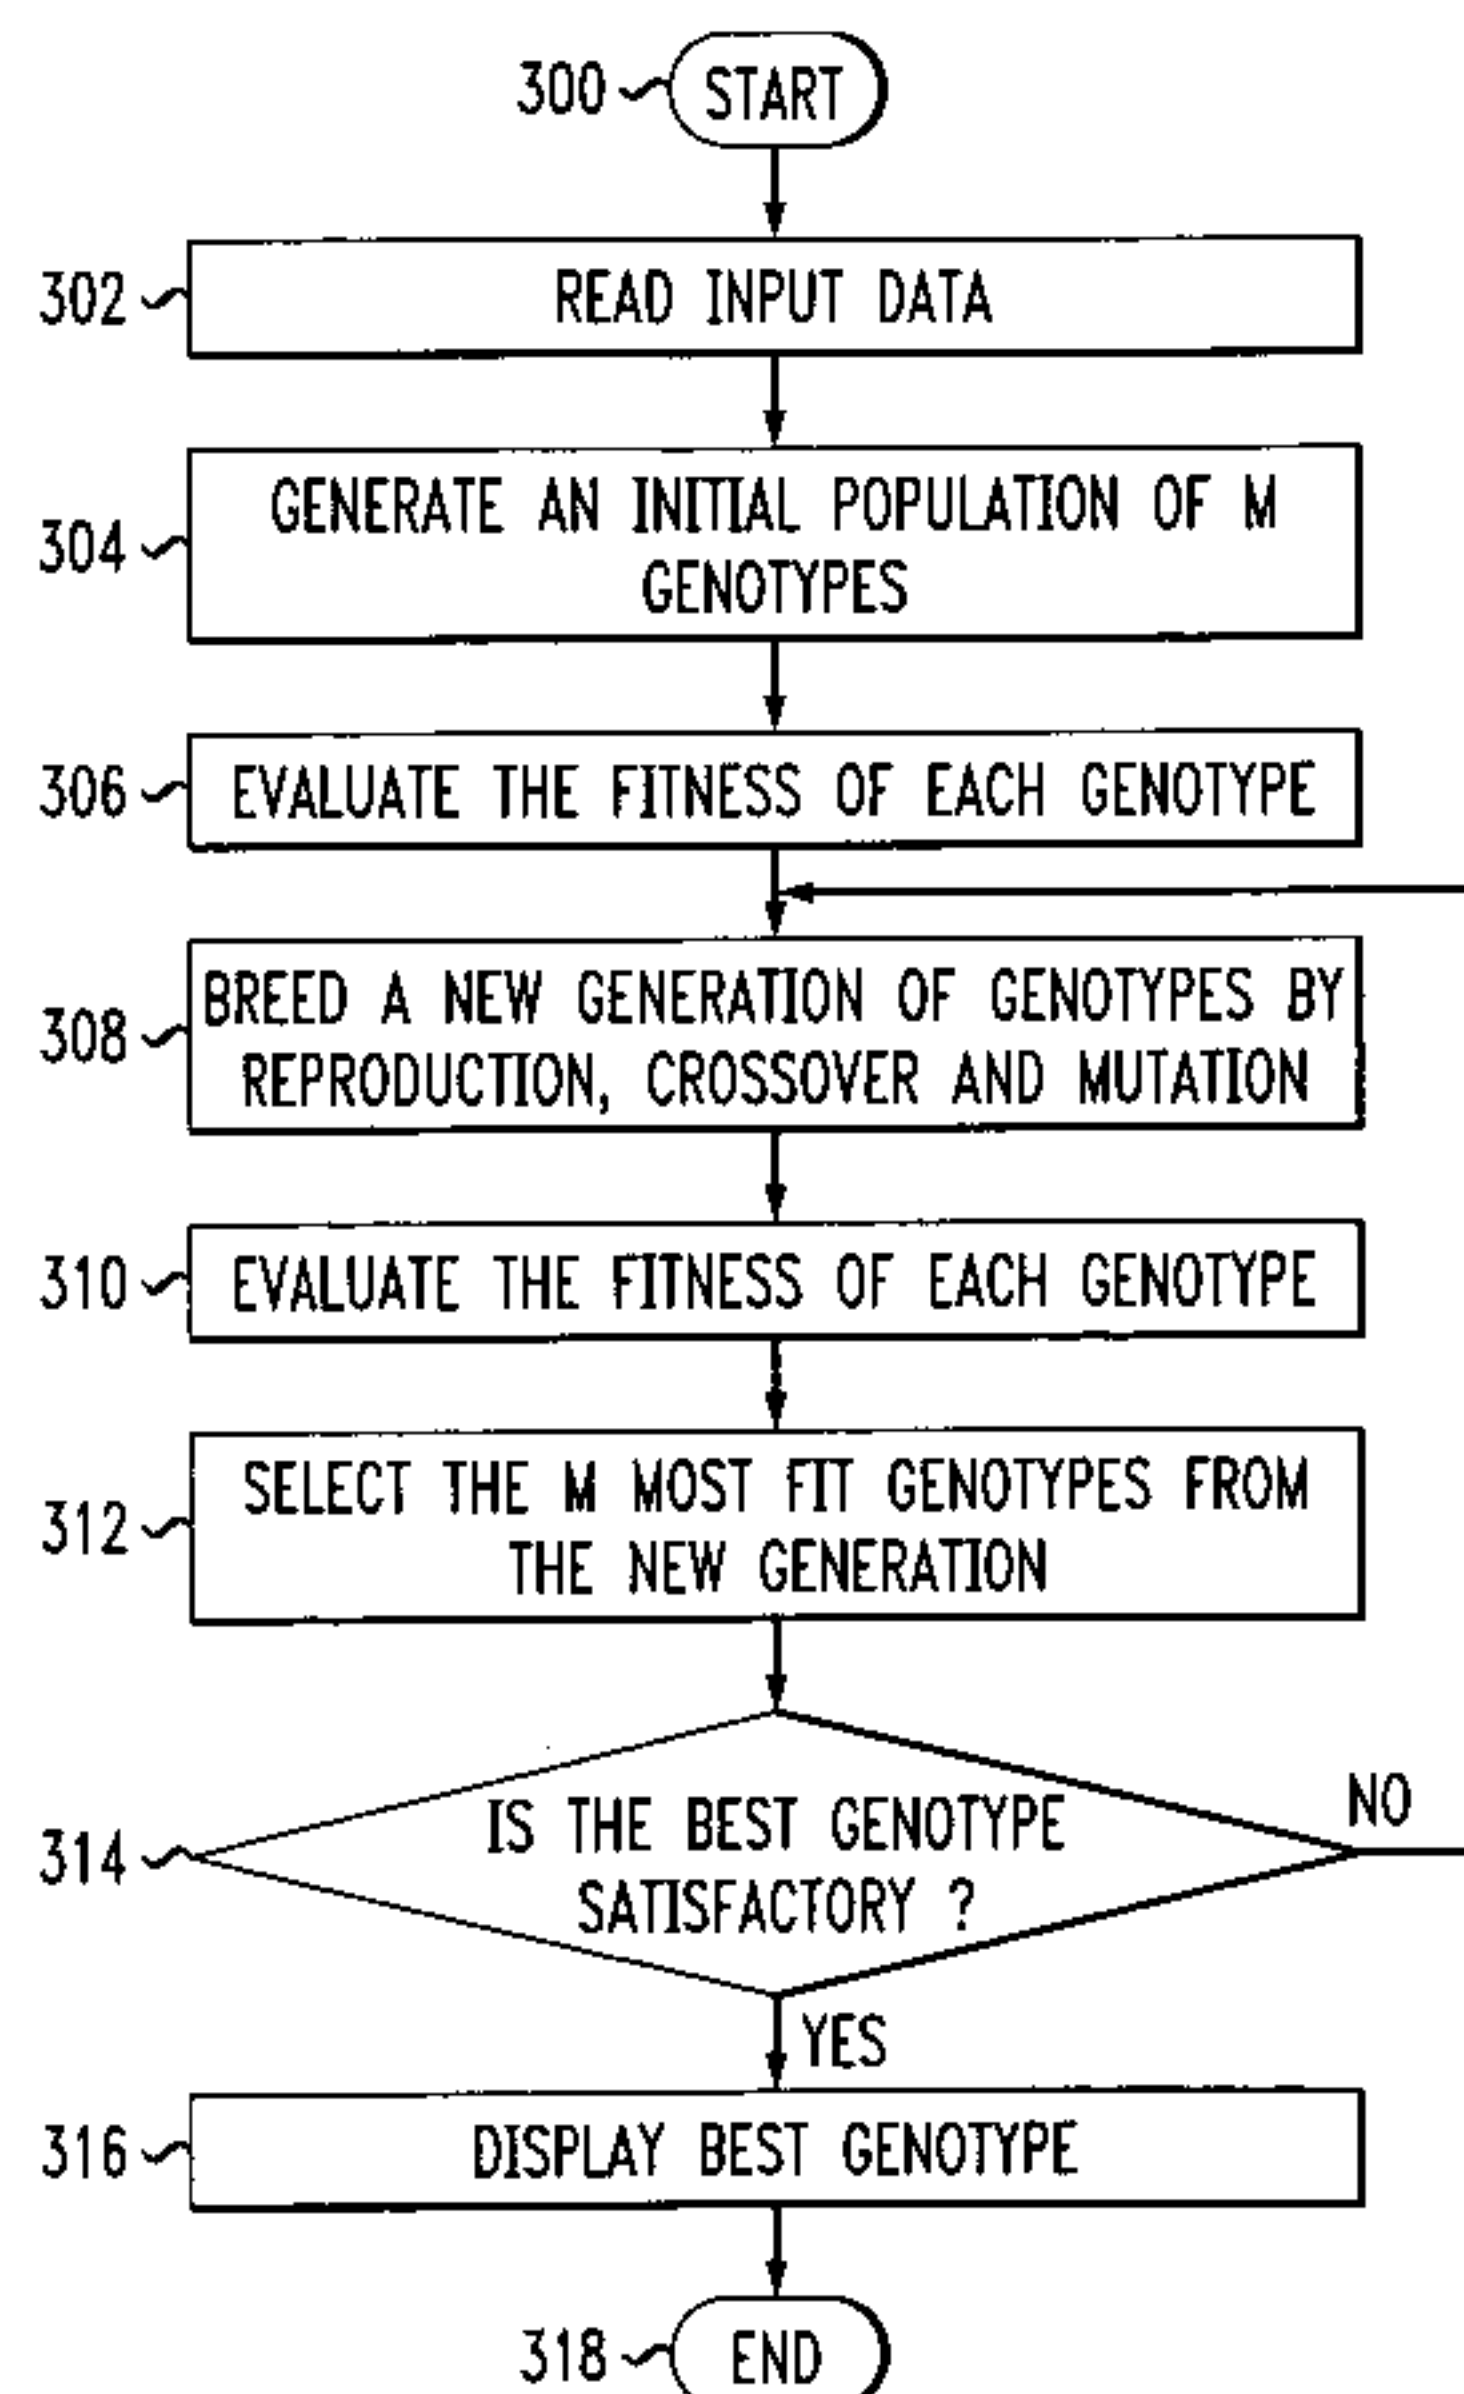 300 START
302 READ INPUT DATA
304 GENERATE AN INITIAL POPULATION OF M
GENOTYPES
306 EVALUATE THE FITNESS OF EACH GENOTYPE
308 BREED A NEW GENERATION OF GENOTYPES BY
REPRODUCTION, CROSSOVER AND MUTATION
310 EVALUATE THE FITNESS OF EACH GENOTYPE
312 SELECT THE M MOST FIT GENOTYPES FROM
THE NEW GENERATION
314 IS THE BEST GENOTYPE
SATISFACTORY ?
NO
YES
316 DISPLAY BEST GENOTYPE
318 END